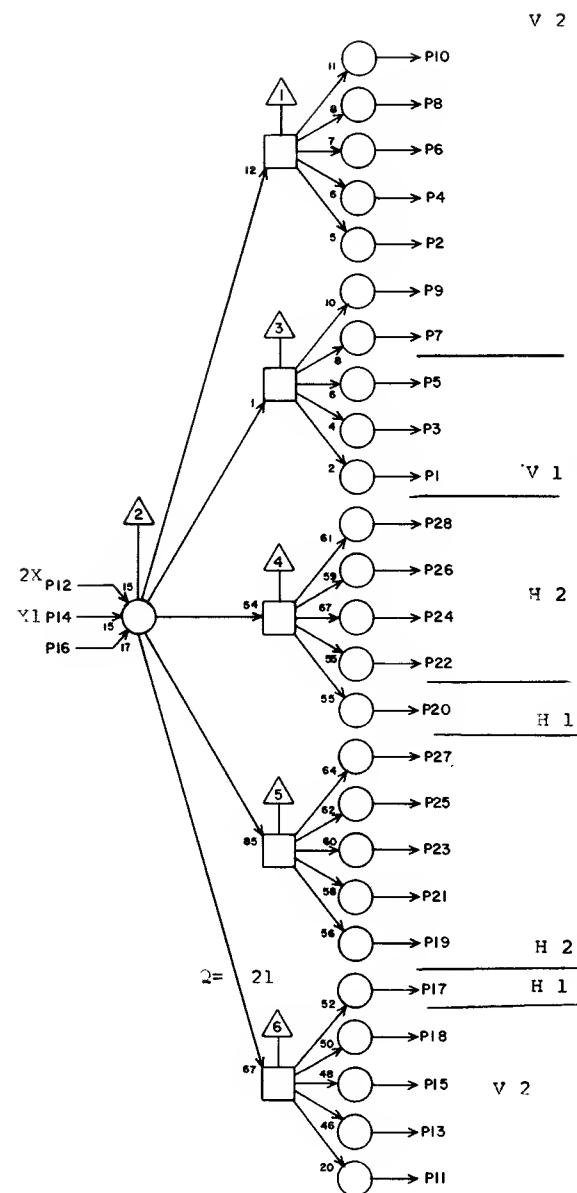 V 2
11 P10
1
8 P8
7 P6
12
6 P4
5 P2
10 P9
3
8 P7
6 P5
1
4 P3
2 P1
V 1
2
61 P28
4
59 P26
H 2
2X P12 15
54 67 P24
P14 15
P16 17
55 P22
55 P20
H 1
64 P27
5
62 P25
85 60 P23
58 P21
56 P19
H 2
Q= 21
52 P17
H 1
6
50 P18
67 48 P15
V 2
46 P13
20 P11